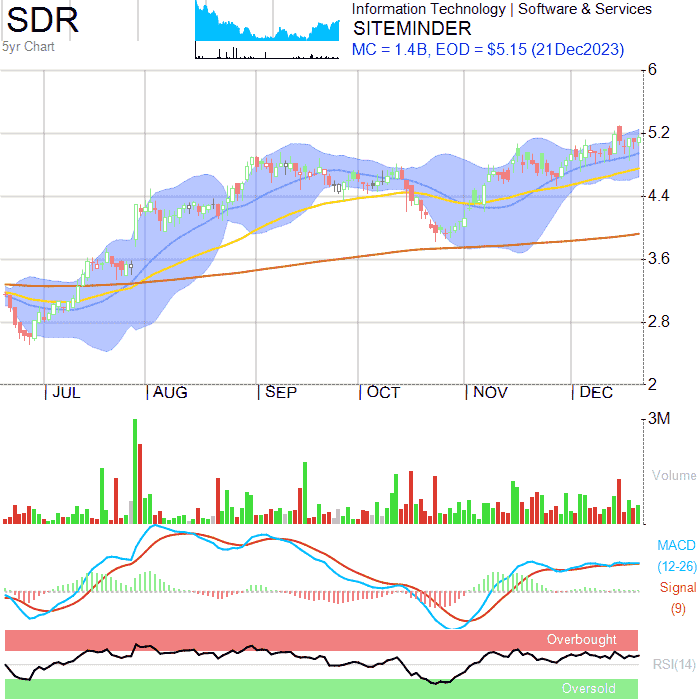 SDR
5yr Chart
Information Technology | Software & Services
SITEMINDER
MC = 1.4B, EOD = $5.15 (21Dec2023)
6
5.2
4.4
3.6
2.8
2
JUL AUG SEP OCT NOV DEC
3M
Volume
MACD
(12-26)
Signal
(9)
Overbought
RSI(14)
Oversold